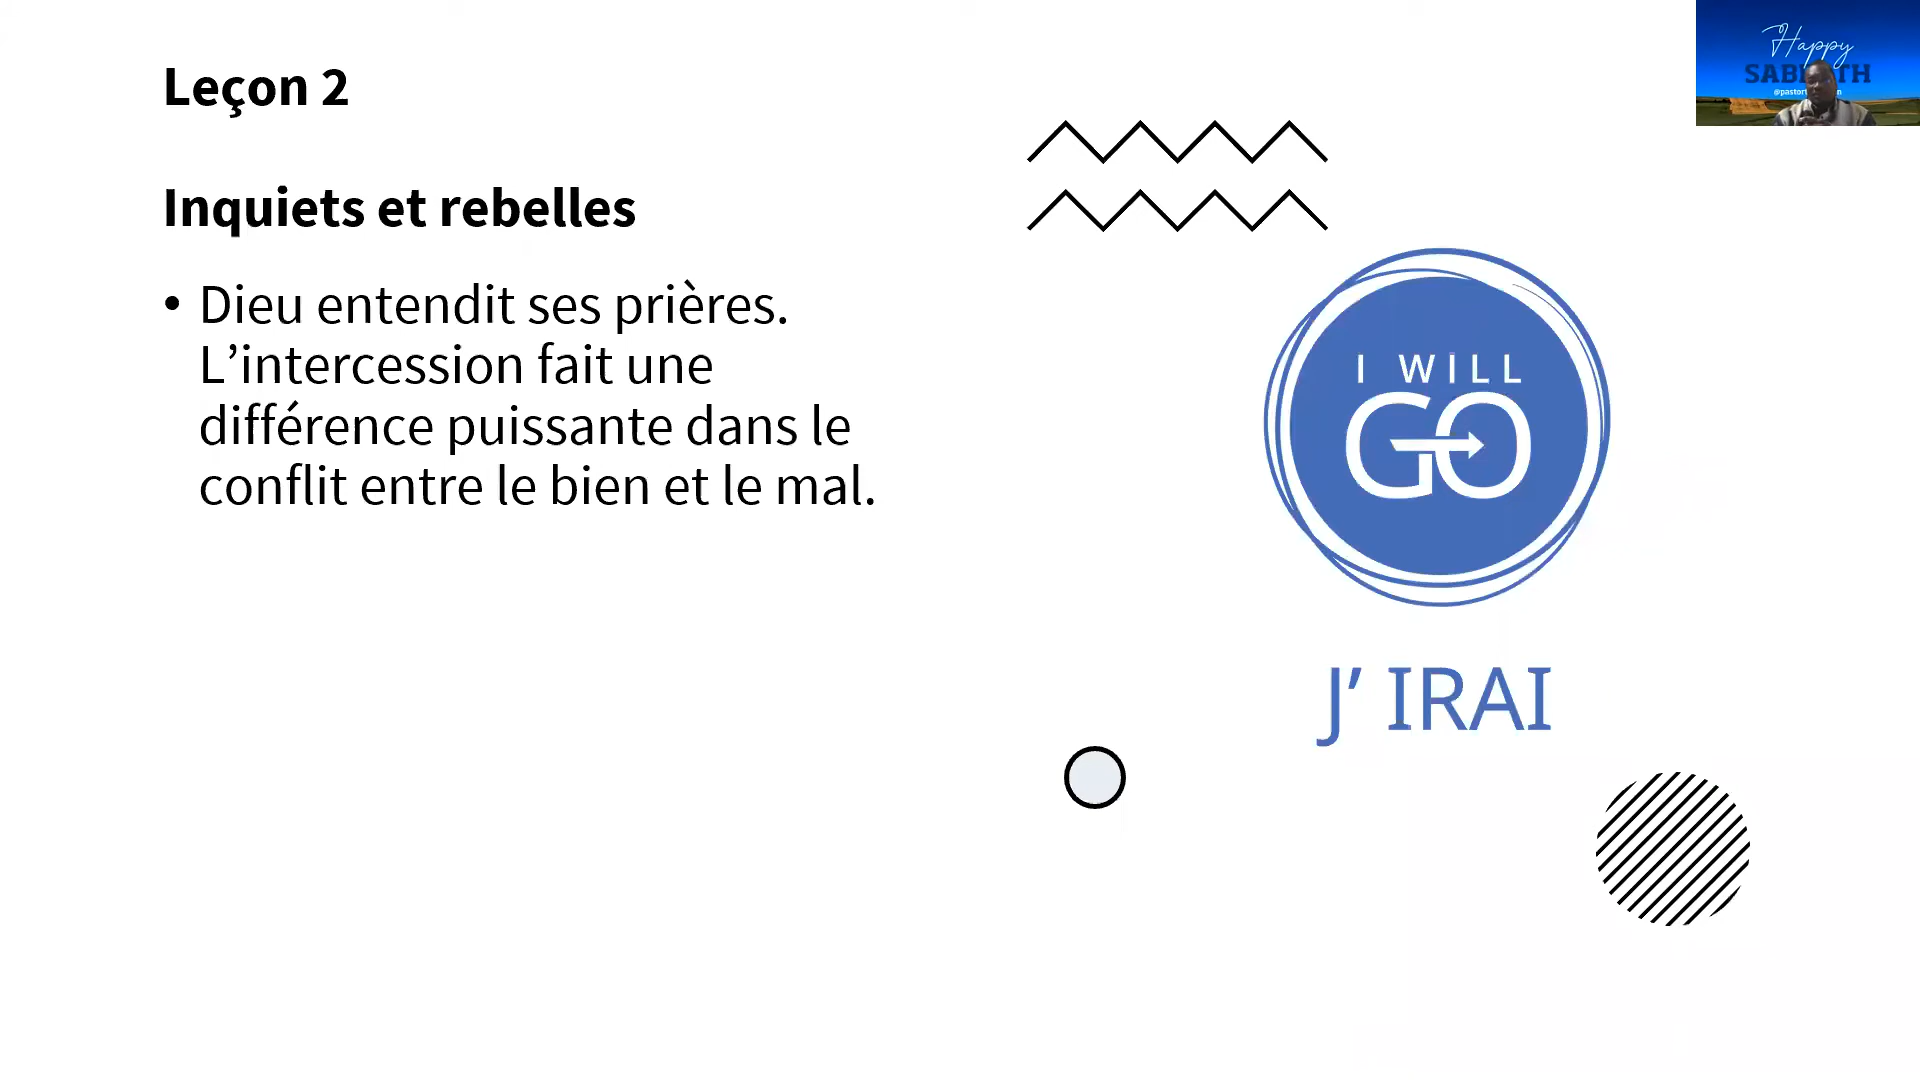 Leçon 2
Inquiets et rebelles
• Dieu entendit ses prières.
L’intercession fait une
différence puissante dans le
conflit entre le bien et le mal.
I WILL
GO
J’ IRAI
Happy